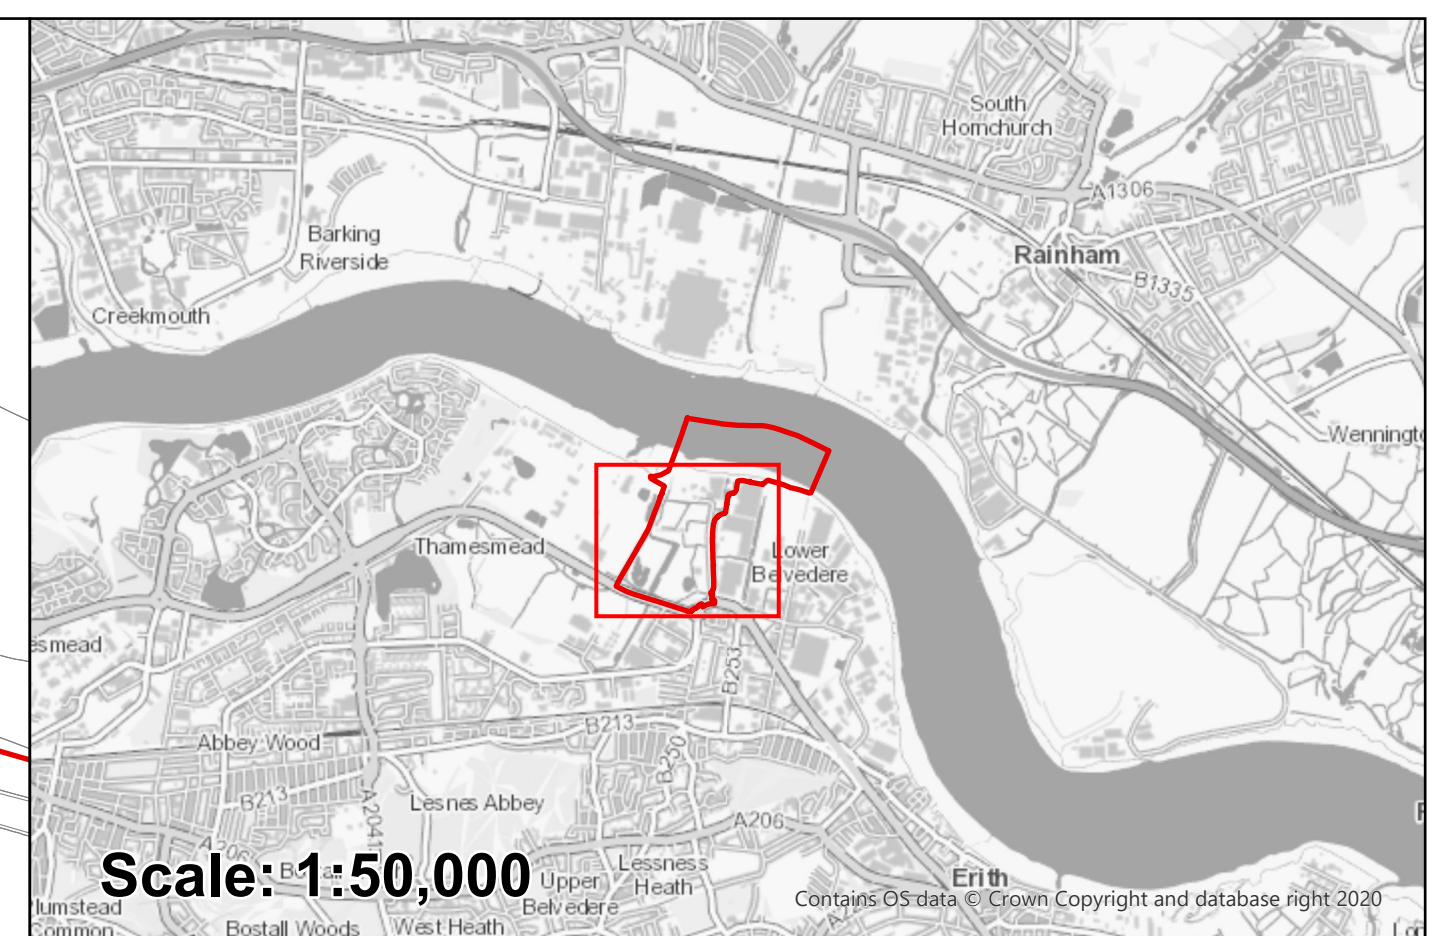 South
Hornchurch
A1306
Barking
Riverside
Rainham
B1335
Creekmouth
Wenningt
Thamesmead
Lower
Belvedere
esmead
B253
B213
Abbey Wood
B250
B213
A2041
Lesnes Abbey
A206
A206
Scale: 1:50,000
Upper
Belvedere
Lessness
Heath
Erith
Contains OS data © Crown Copyright and database right 2020
lumstead
Common
Bostall Woods
West Heath